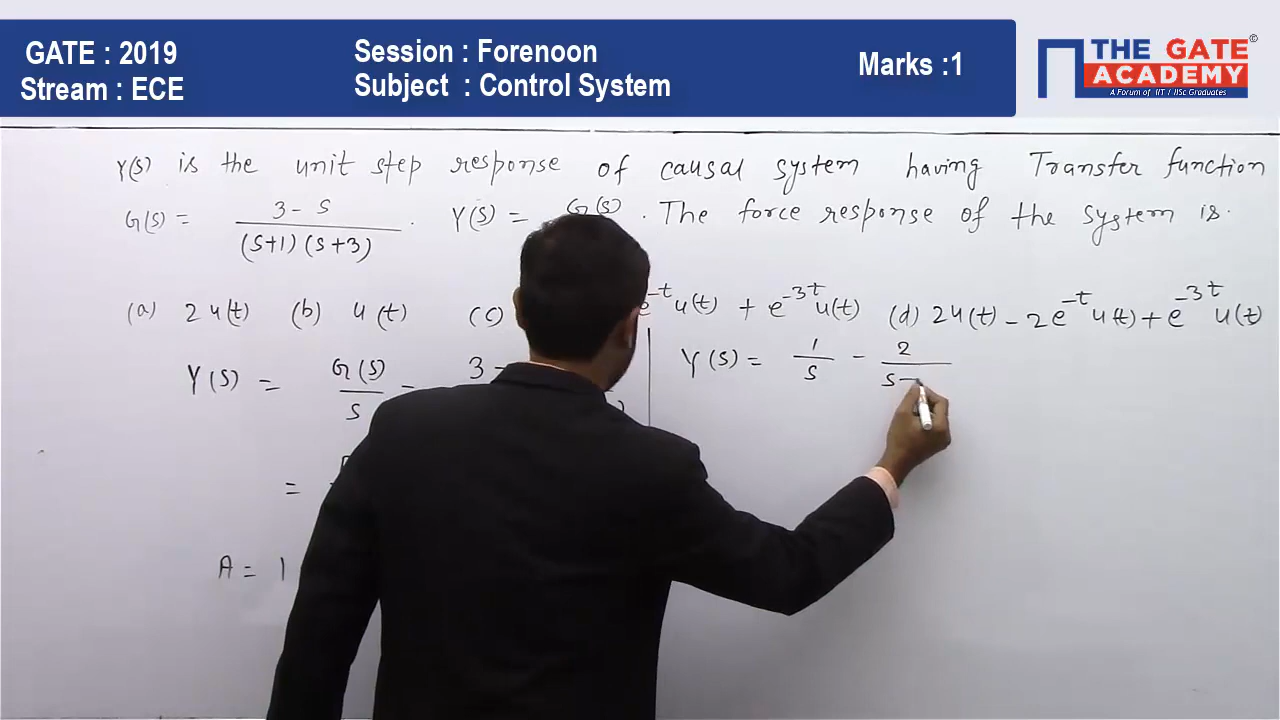 GATE : 2019
Stream : ECE
Session : Forenoon
Subject : Control System
Marks :1
THE GATE
ACADEMY
©
A Forum of IIT / IISc Graduates
Y(s) is the unit step response of causal system having Transfer function
G(s) = 3 - s / (s+1) (s+3) . Y(s) = G(s) . The force response of the system is.
(a) 2u(t) (b) u(t) (c) e^-t u(t) + e^-3t u(t) (d) 2u(t) - 2e^-t u(t) + e^-3t u(t)
Y(s) = G(s) / s = 3 -
=
A = 1
Y(s) = 1/s - 2/s